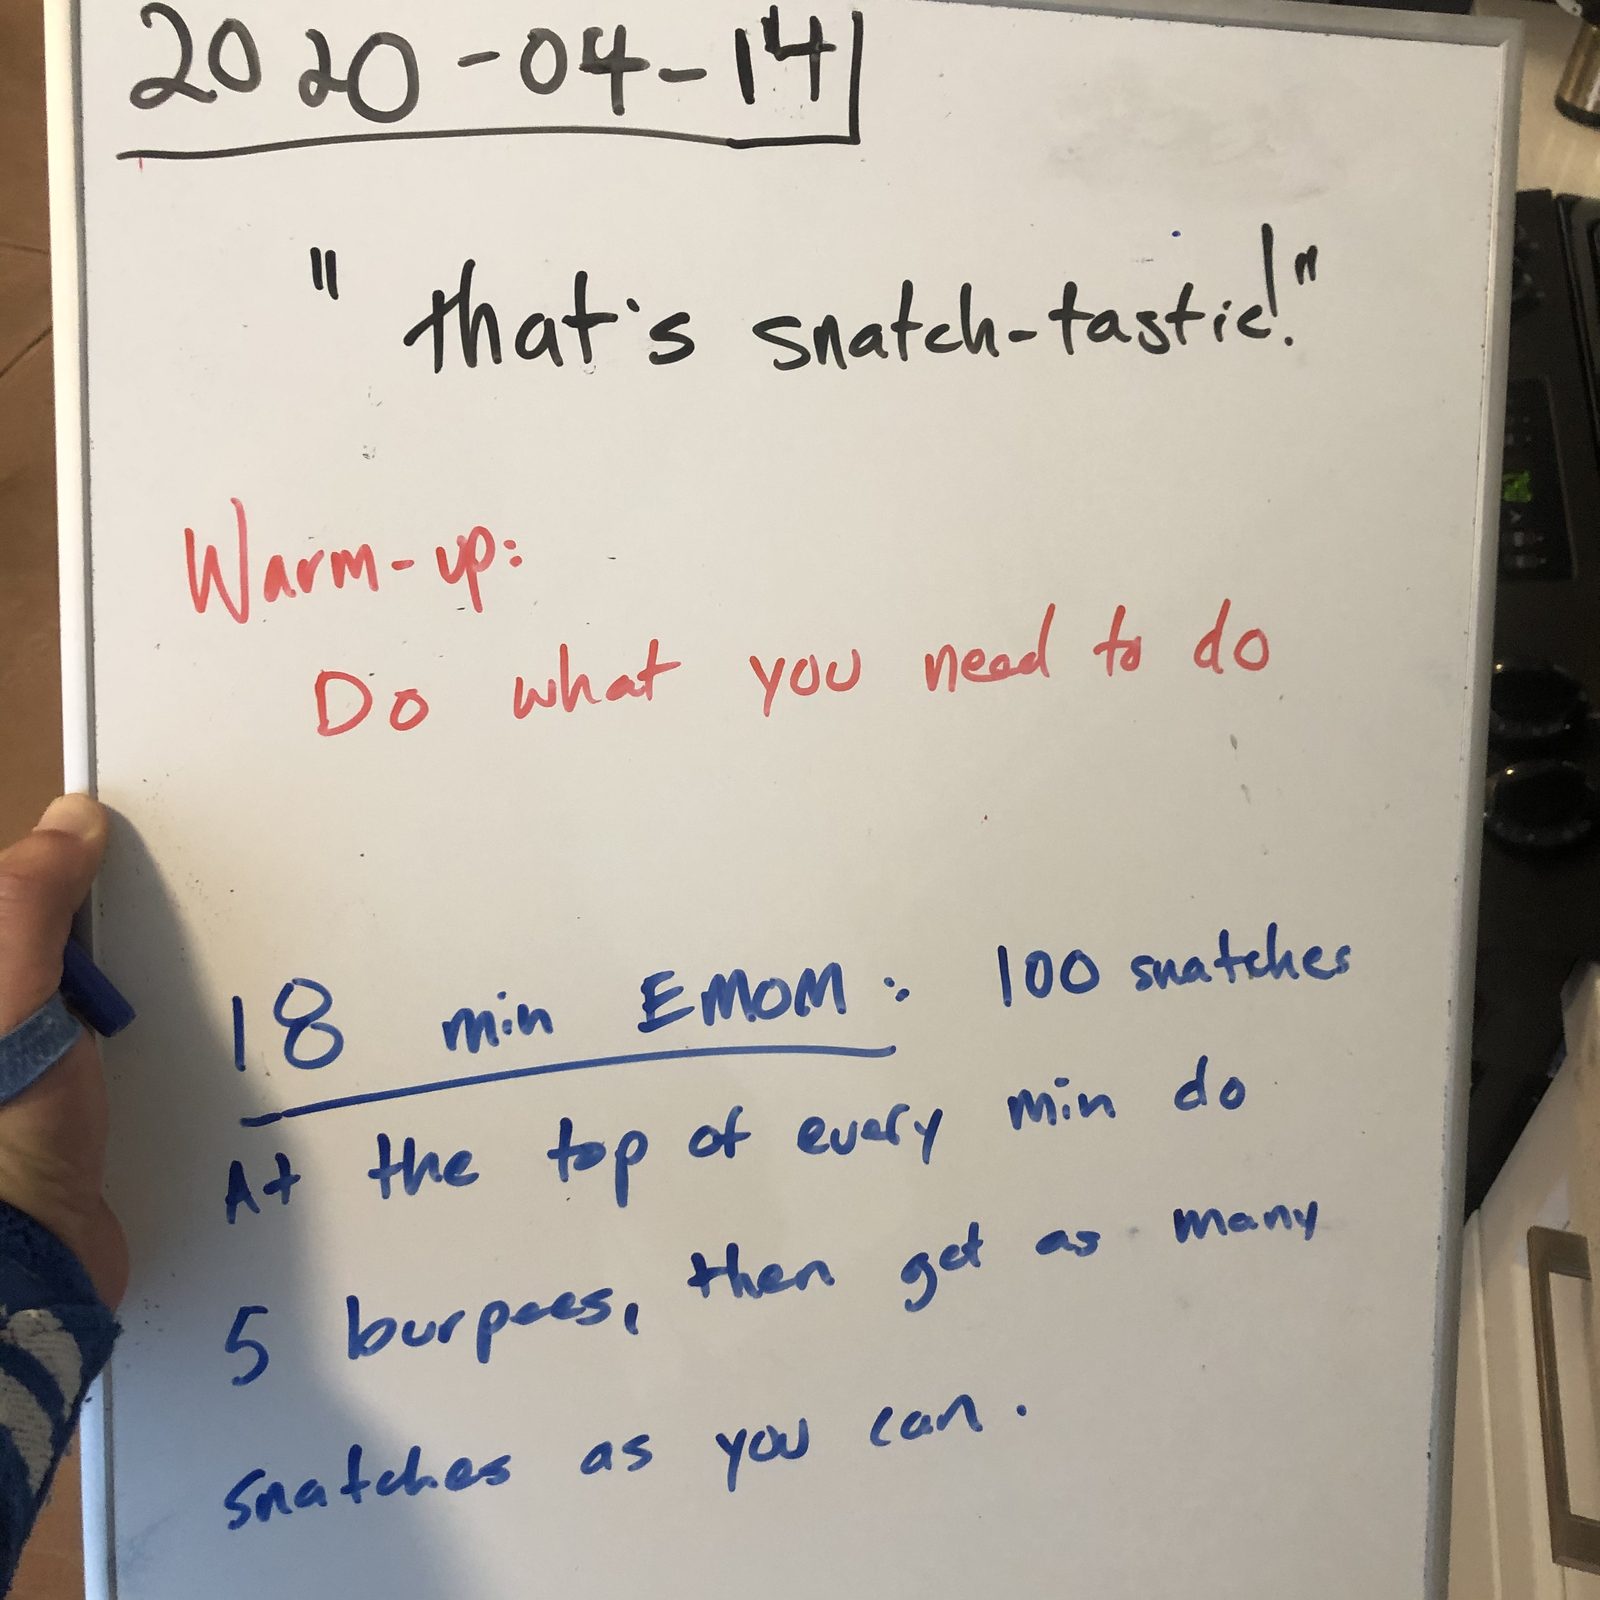 2020-04-14
"that's snatch-tastic!"
Warm-up:
Do what you need to do
18 min EMOM: 100 snatches
At the top of every min do
5 burpees, then get as many
snatches as you can.